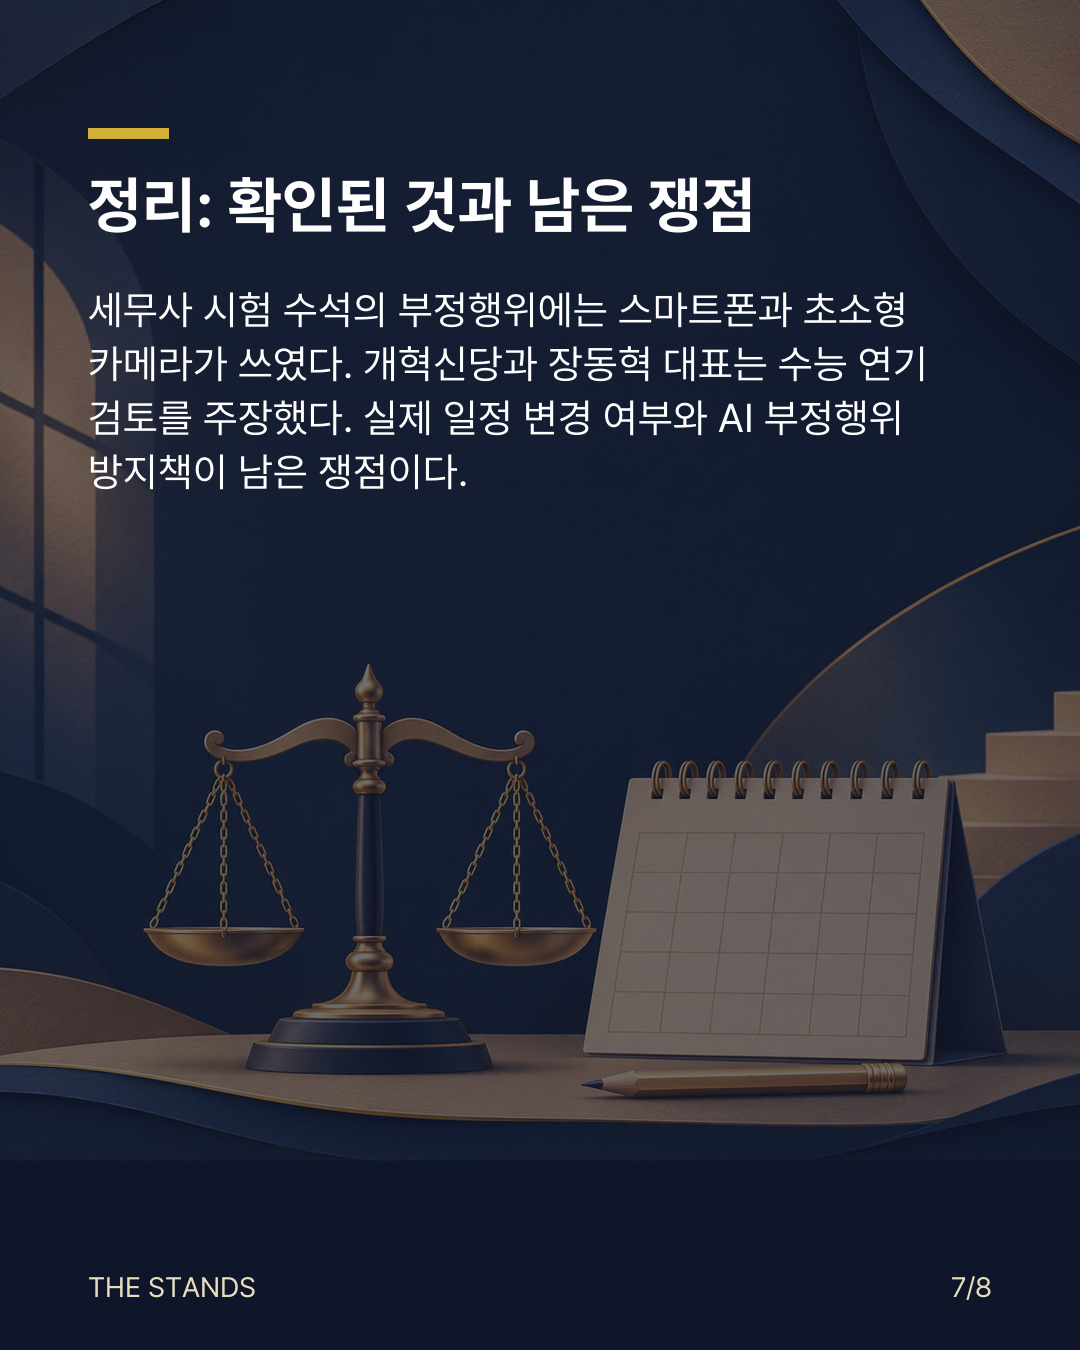 정리: 확인된 것과 남은 쟁점
세무사 시험 수석의 부정행위에는 스마트폰과 초소형
카메라가 쓰였다. 개혁신당과 장동혁 대표는 수능 연기
검토를 주장했다. 실제 일정 변경 여부와 AI 부정행위
방지책이 남은 쟁점이다.
THE STANDS
7/8